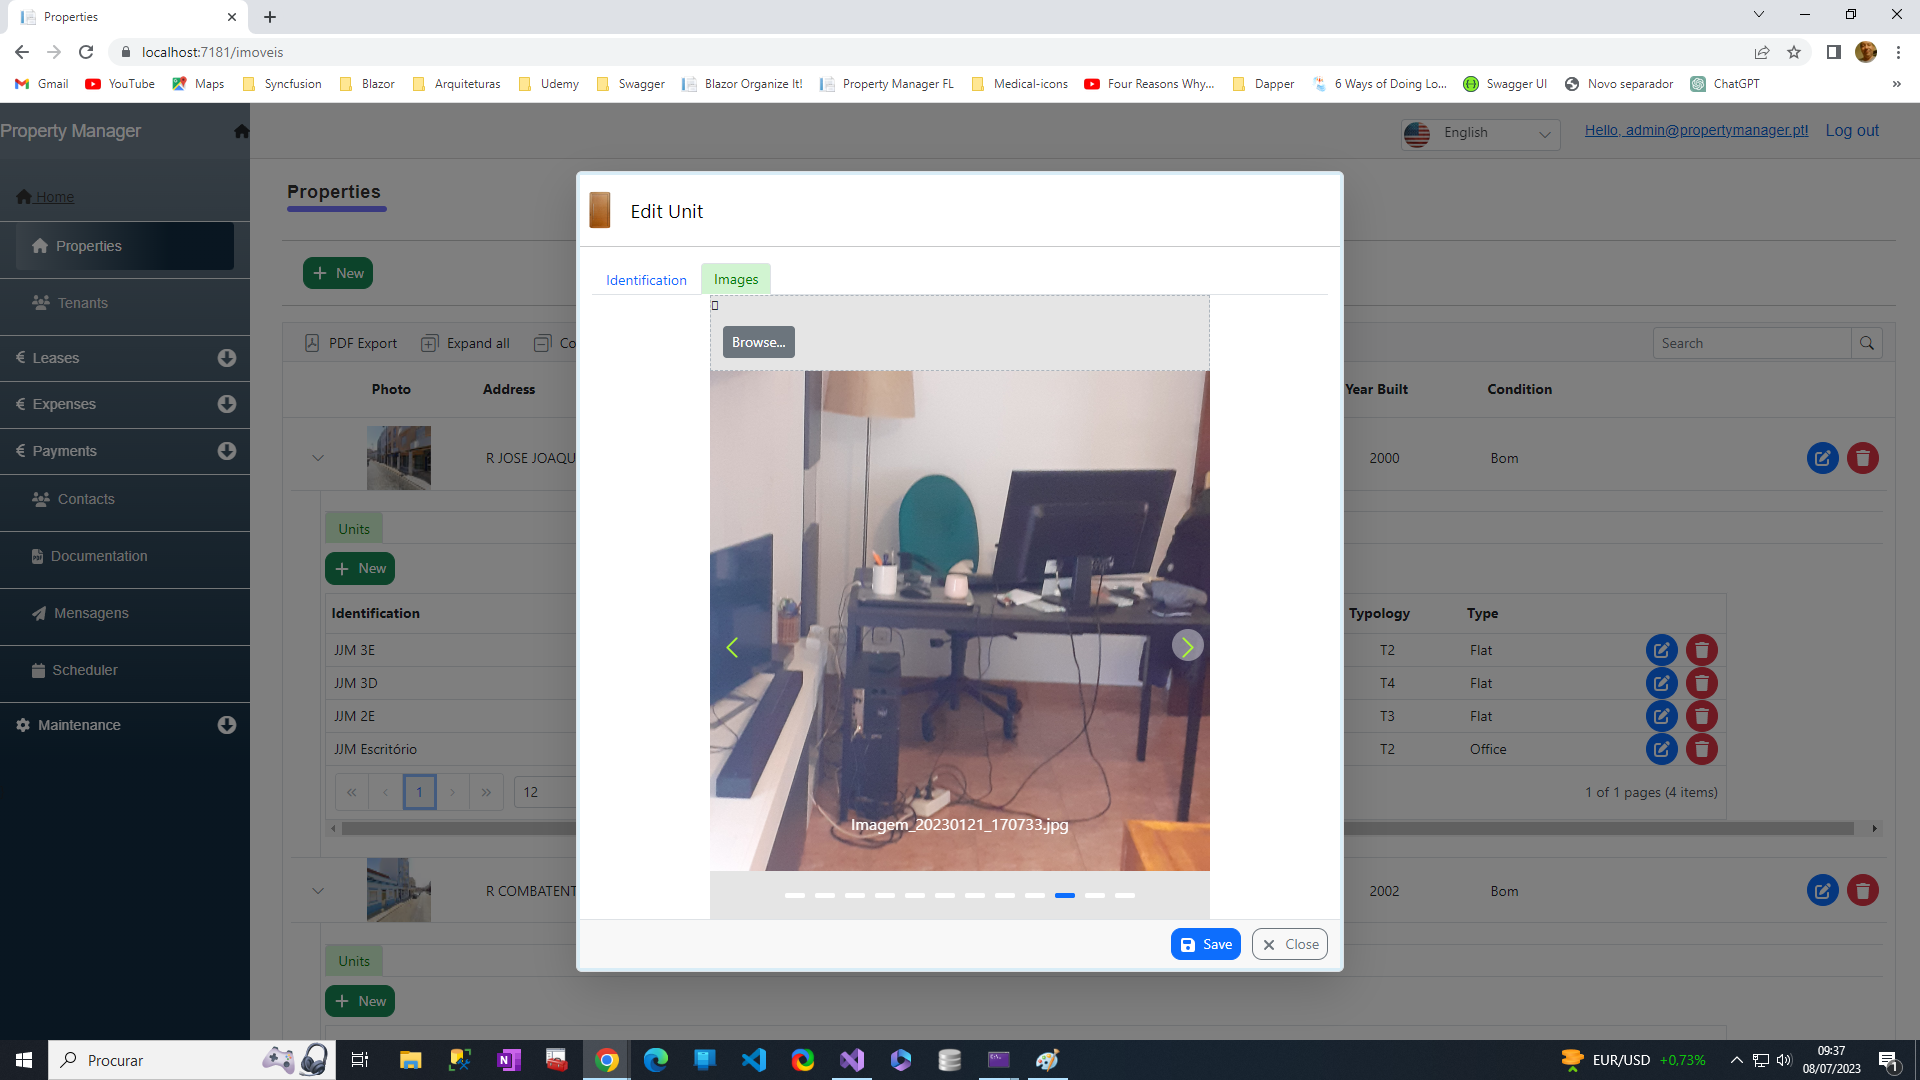 Properties
localhost:7181/imoveis
Gmail YouTube Maps Syncfusion Blazor Arquiteturas Udemy Swagger Blazor Organize It! Property Manager FL Medical-icons Four Reasons Why... Dapper 6 Ways of Doing Lo... Swagger UI Novo separador ChatGPT »
Property Manager
English
Hello, admin@propertymanager.pt!
Log out
Home
Properties
Tenants
€ Leases
€ Expenses
€ Payments
Contacts
Documentation
Mensagens
Scheduler
Maintenance
Properties
+ New
PDF Export Expand all Co
Search
Photo Address Year Built Condition
R JOSE JOAQU 2000 Bom
Units
+ New
Identification Typology Type
JJM 3E T2 Flat
JJM 3D T4 Flat
JJM 2E T3 Flat
JJM Escritório T2 Office
1 12 1 of 1 pages (4 items)
R COMBATENT 2002 Bom
Units
+ New
Edit Unit
Identification Images
Browse...
Imagem_20230121_170733.jpg
Save Close
Procurar
EUR/USD +0,73%
09:37
08/07/2023
1